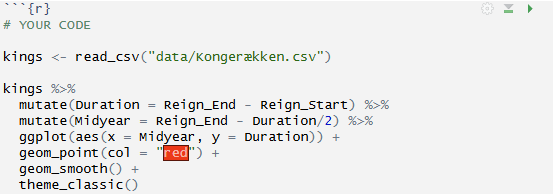 ```{r}
# YOUR CODE
kings <- read_csv("data/Kongerækken.csv")
kings %>%
  mutate(Duration = Reign_End - Reign_Start) %>%
  mutate(Midyear = Reign_End - Duration/2) %>%
  ggplot(aes(x = Midyear, y = Duration)) +
  geom_point(col = "red") +
  geom_smooth() +
  theme_classic()